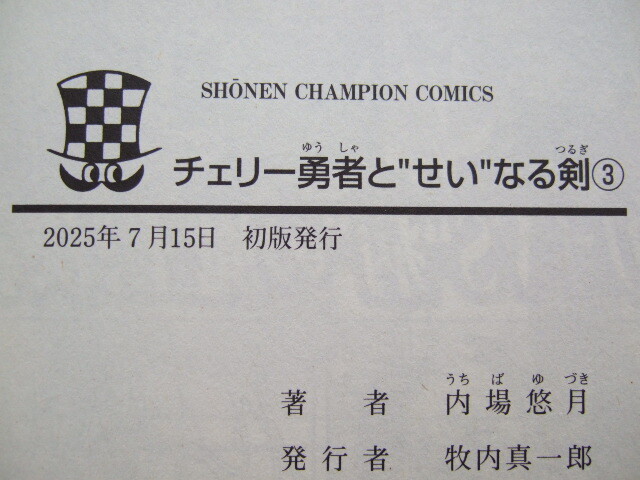 SHŌNEN CHAMPION COMICS
ゆうしゃ つるぎ
チェリー勇者と"せい"なる剣③
2025年7月15日 初版発行
うちばゆづき
著者 内場悠月
発行者 牧内真一郎